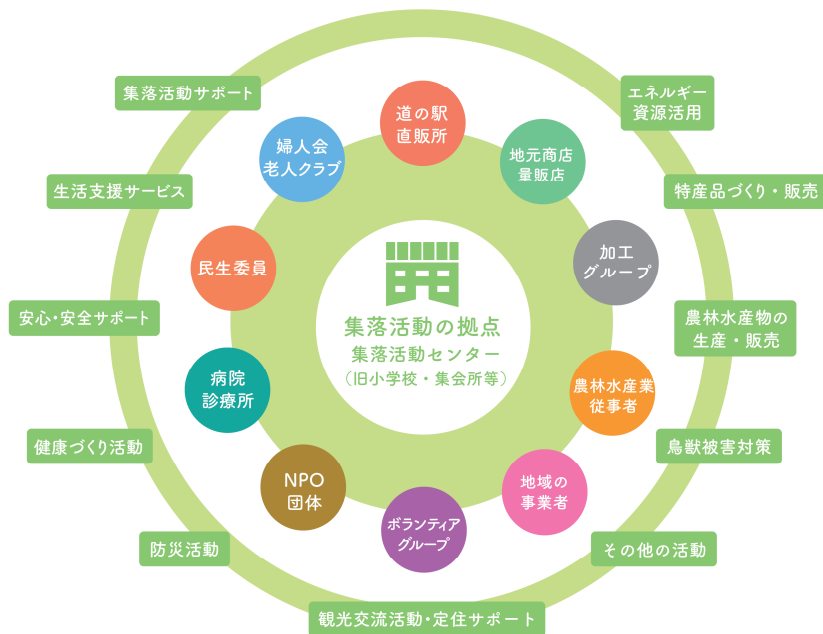 集落活動サポート
エネルギー
資源活用
道の駅
直販所
婦人会
老人クラブ
地元商店
量販店
生活支援サービス
特産品づくり・販売
民生委員
加工
グループ
安心・安全サポート
農林水産物の
生産・販売
集落活動の拠点
集落活動センター
（旧小学校・集会所等）
病院
診療所
農林水産業
従事者
健康づくり活動
鳥獣被害対策
NPO
団体
地域の
事業者
ボランティア
グループ
防災活動
その他の活動
観光交流活動・定住サポート